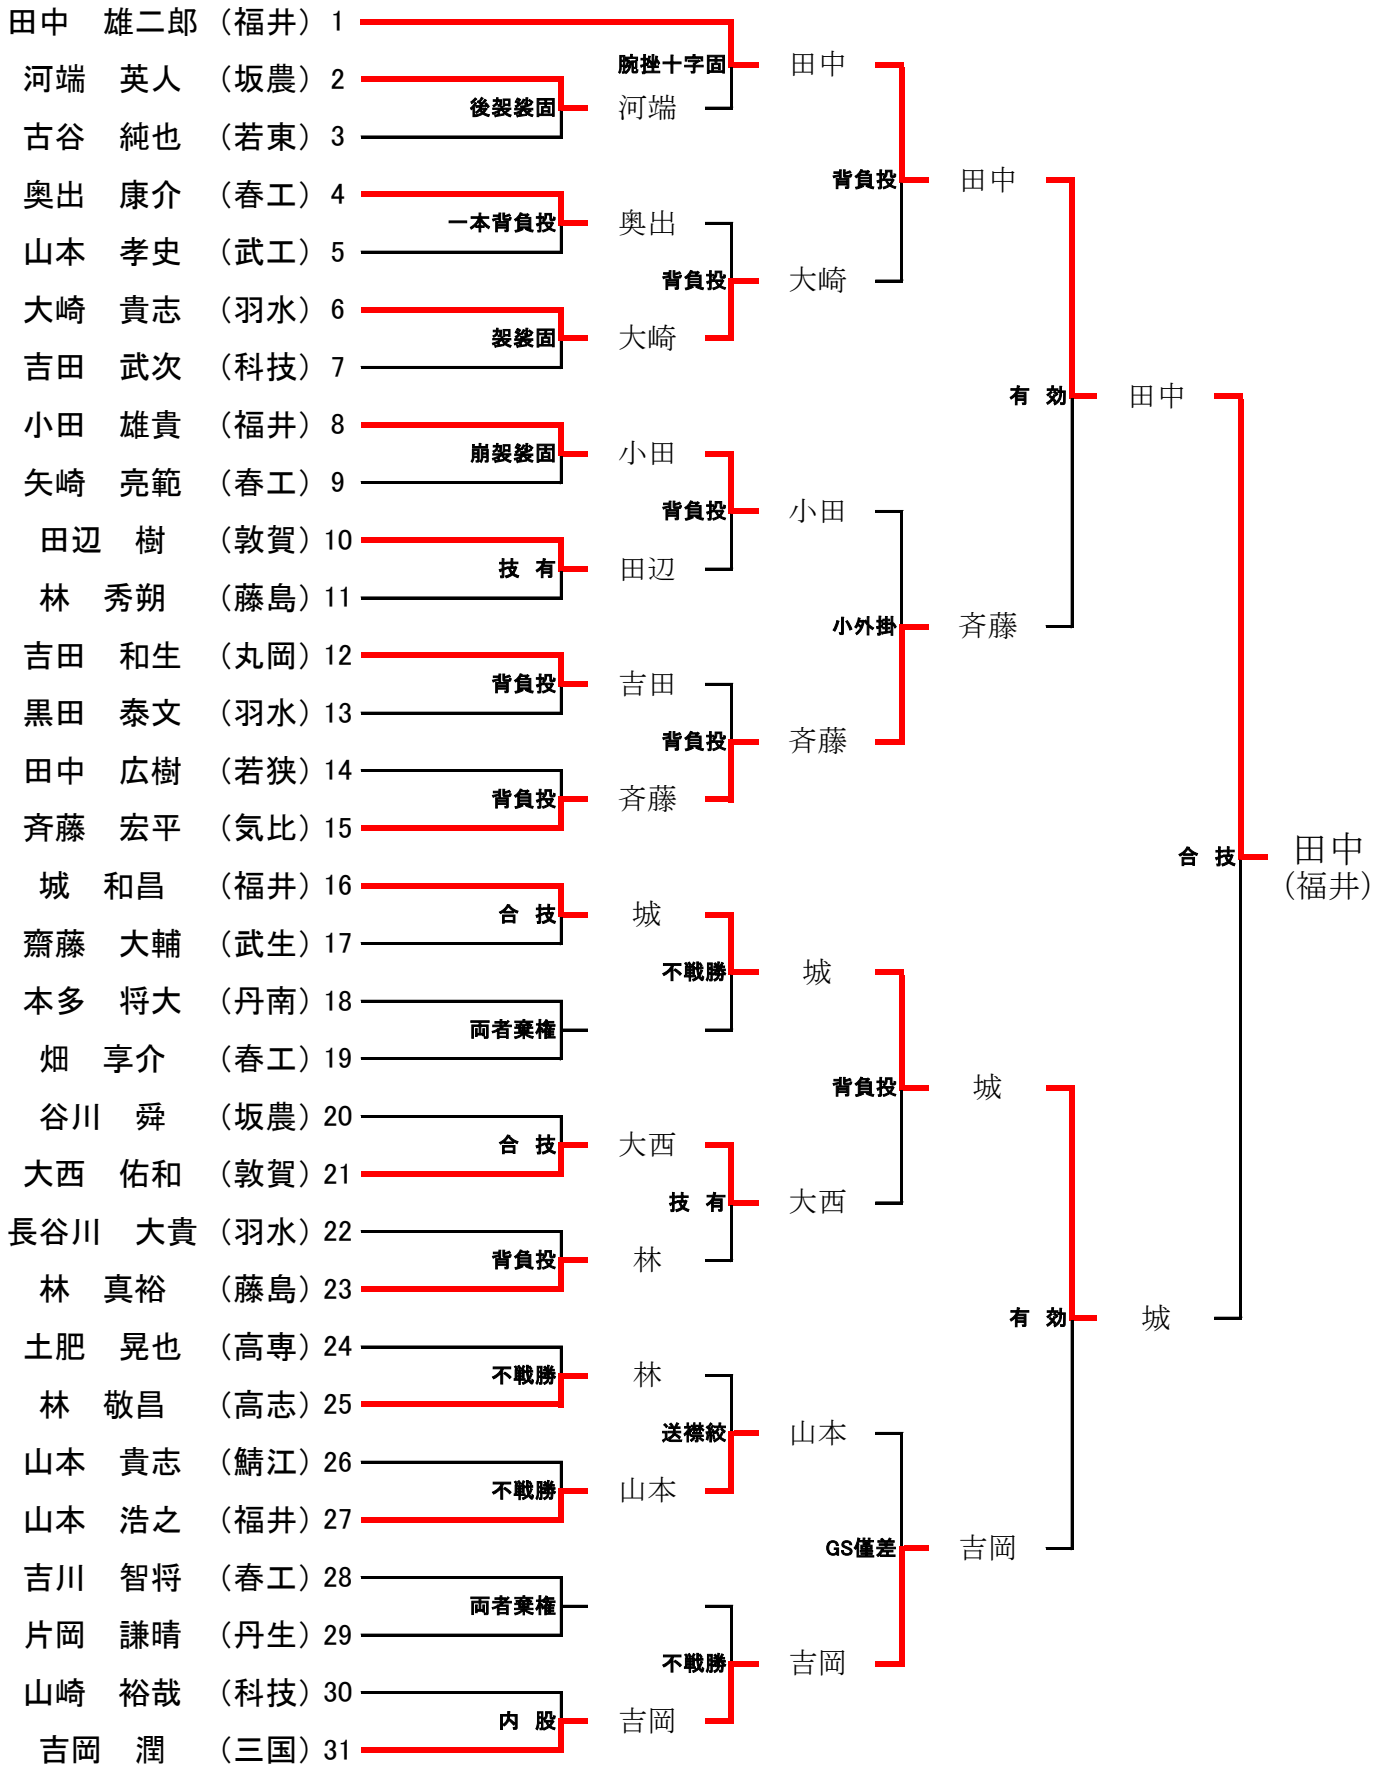 田中　雄二郎（福井）1
河端　英人　（坂農）2
古谷　純也　（若東）3
奥出　康介　（春工）4
山本　孝史　（武工）5
大崎　貴志　（羽水）6
吉田　武次　（科技）7
小田　雄貴　（福井）8
矢崎　亮範　（春工）9
田辺　樹　（敦賀）10
林　秀朔　（藤島）11
吉田　和生　（丸岡）12
黒田　泰文　（羽水）13
田中　広樹　（若狭）14
斉藤　宏平　（気比）15
城　和昌　（福井）16
齋藤　大輔　（武生）17
本多　将大　（丹南）18
畑　享介　（春工）19
谷川　舜　（坂農）20
大西　佑和　（敦賀）21
長谷川　大貴（羽水）22
林　真裕　（藤島）23
土肥　晃也　（高専）24
林　敬昌　（高志）25
山本　貴志　（鯖江）26
山本　浩之　（福井）27
吉川　智将　（春工）28
片岡　謙晴　（丹生）29
山崎　裕哉　（科技）30
吉岡　潤　（三国）31
後袈裟固
一本背負投
袈裟固
崩袈裟固
技有
背負投
背負投
合技
両者棄権
合技
背負投
不戦勝
不戦勝
両者棄権
内股
河端
奥出
大崎
小田
田辺
吉田
斉藤
城
大西
林
林
山本
吉岡
腕挫十字固
背負投
背負投
背負投
不戦勝
技有
送襟絞
不戦勝
田中
大崎
小田
斉藤
城
大西
山本
吉岡
背負投
小外掛
背負投
GS僅差
田中
斉藤
城
吉岡
有効
有効
田中
城
合技
田中
（福井）